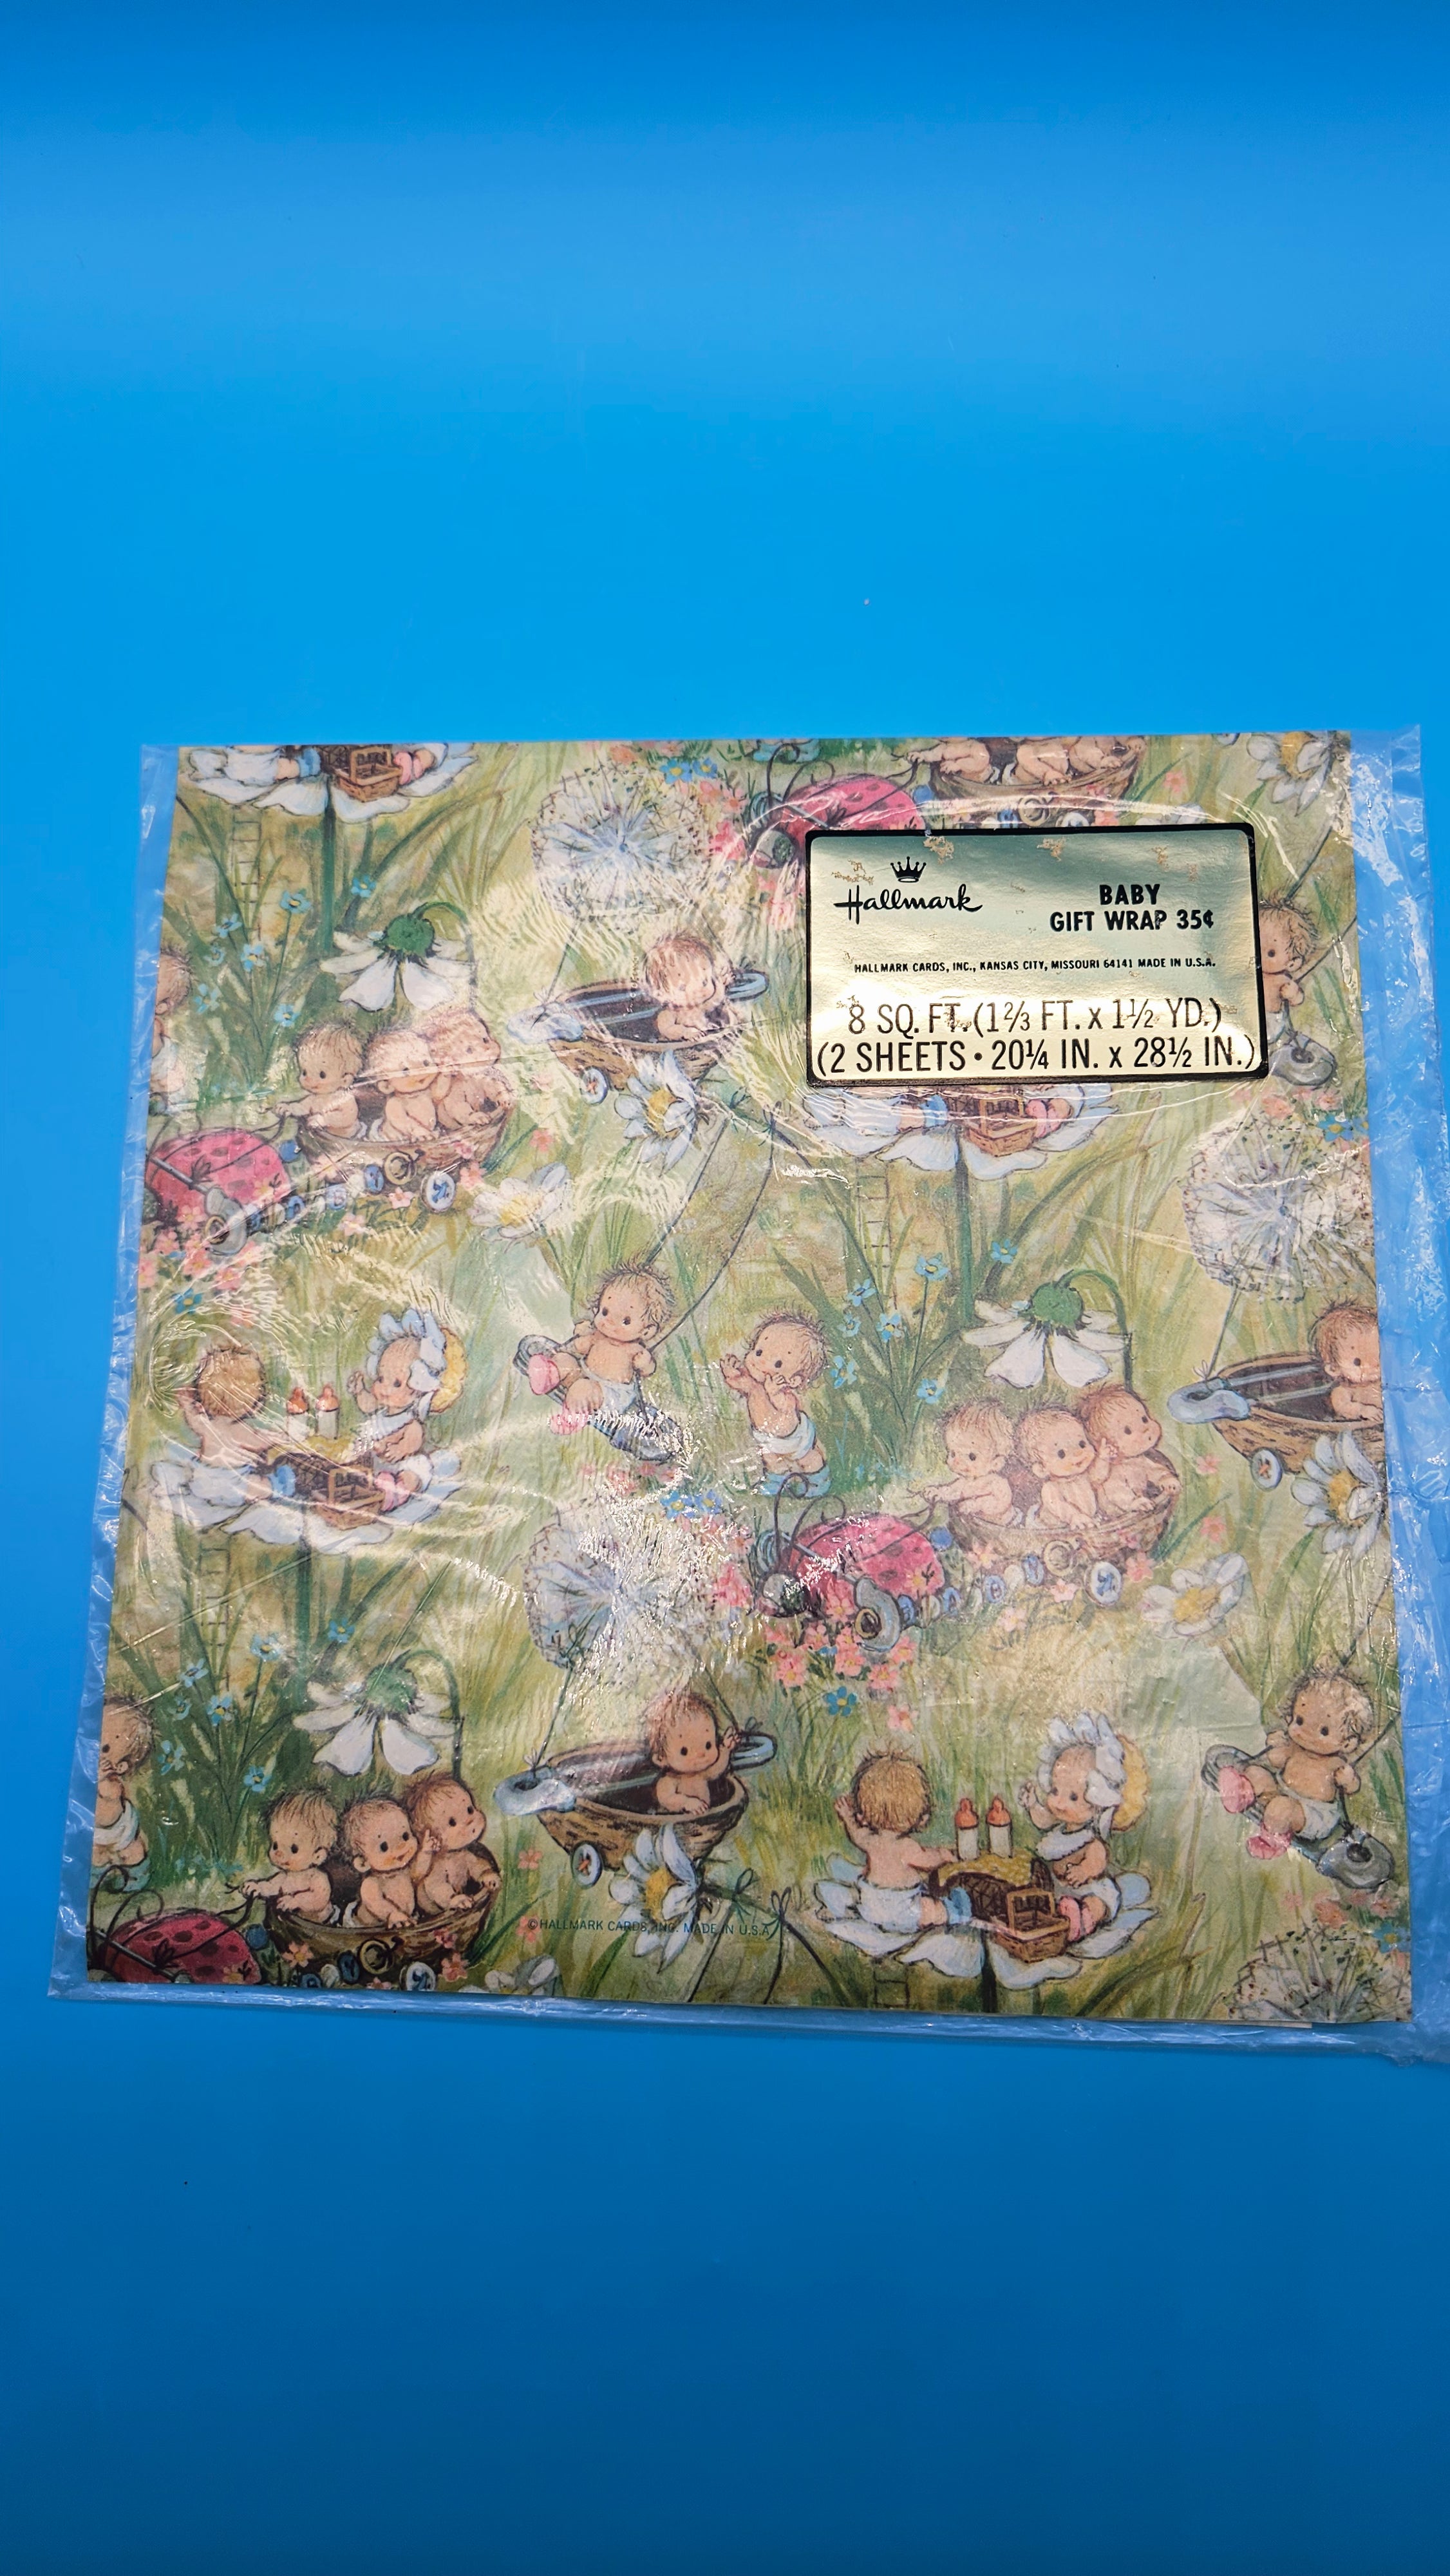 Hallmark
BABY
GIFT WRAP 35¢
HALLMARK CARDS, INC., KANSAS CITY, MISSOURI 64141 MADE IN U.S.A.
8 SQ. FT. (1⅔ FT. x 1½ YD.)
(2 SHEETS • 20¼ IN. x 28½ IN.)
©HALLMARK CARDS, INC. MADE IN U.S.A.